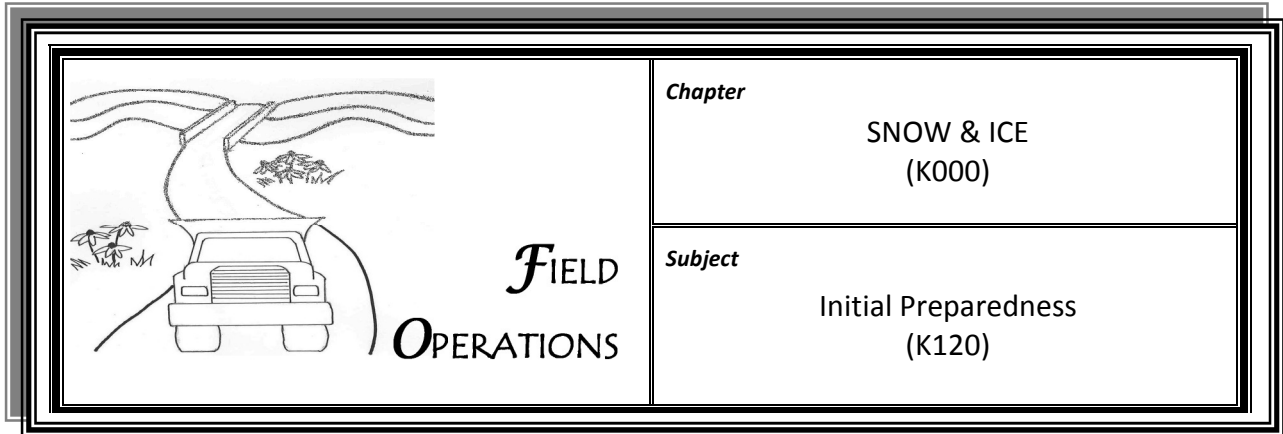 Chapter
SNOW & ICE
(K000)
FIELD
OPERATIONS
Subject
Initial Preparedness
(K120)